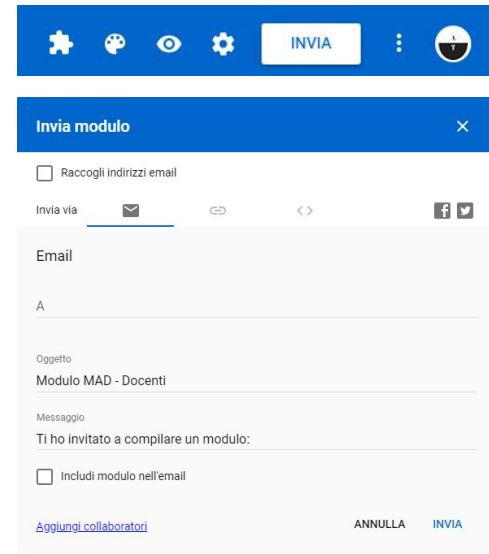 INVIA
Invia modulo
Raccogli indirizzi email
Invia via
Email
A
Oggetto
Modulo MAD - Docenti
Messaggio
Ti ho invitato a compilare un modulo:
Includi modulo nell'email
Aggiungi collaboratori ANNULLA INVIA